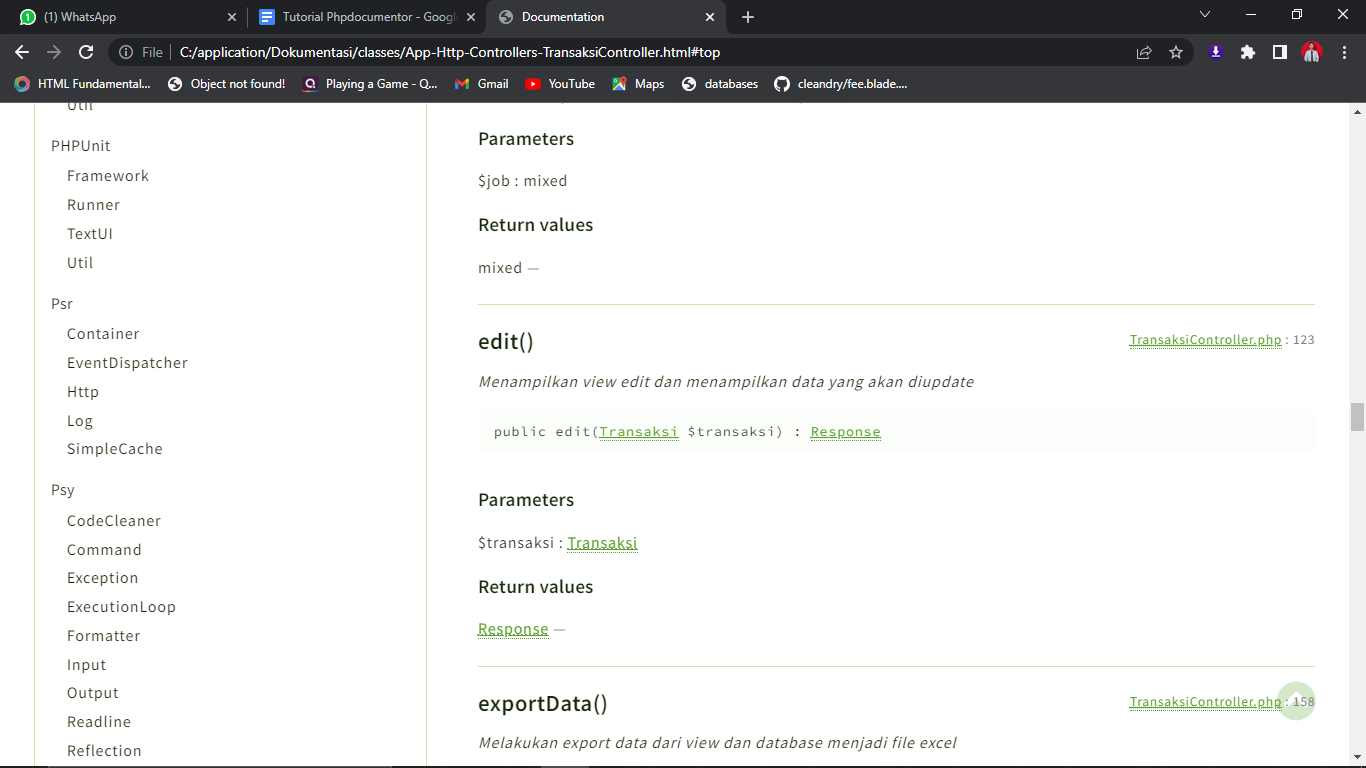 (1) WhatsApp
Tutorial Phpdocumentor - Google
Documentation
File
C:/application/Dokumentasi/classes/App-Http-Controllers-TransaksiController.html#top
HTML Fundamental...
Object not found!
Playing a Game - Q...
Gmail
YouTube
Maps
databases
cleandry/fee.blade....
Util
PHPUnit
Framework
Runner
TextUI
Util
Psr
Container
EventDispatcher
Http
Log
SimpleCache
Psy
CodeCleaner
Command
Exception
ExecutionLoop
Formatter
Input
Output
Readline
Reflection
Parameters
$job : mixed
Return values
mixed —
edit()
TransaksiController.php : 123
Menampilkan view edit dan menampilkan data yang akan diupdate
public edit(Transaksi $transaksi) : Response
Parameters
$transaksi : Transaksi
Return values
Response —
exportData()
TransaksiController.php : 158
Melakukan export data dari view dan database menjadi file excel